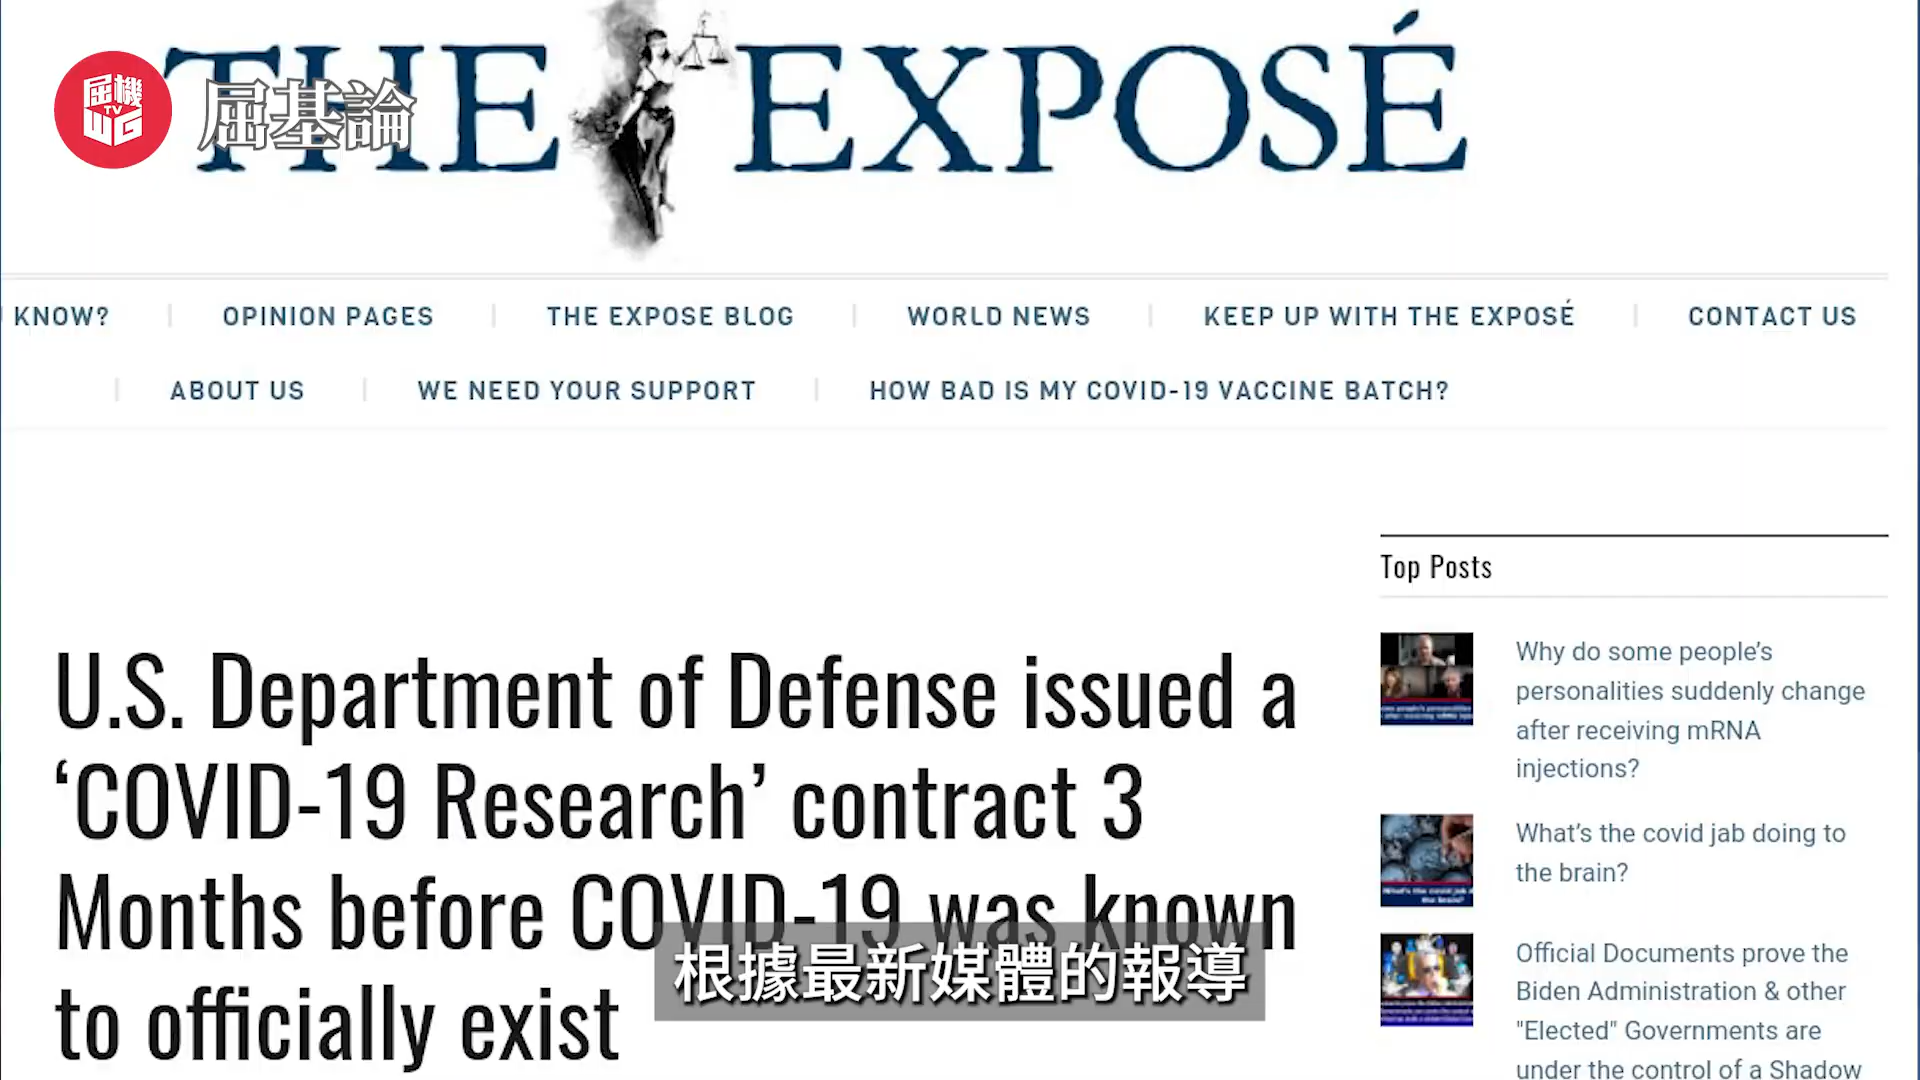 THE EXPOSÉ
屈機
TV
WG
屈基論
KNOW?
OPINION PAGES
THE EXPOSE BLOG
WORLD NEWS
KEEP UP WITH THE EXPOSÉ
CONTACT US
ABOUT US
WE NEED YOUR SUPPORT
HOW BAD IS MY COVID-19 VACCINE BATCH?
U.S. Department of Defense issued a
‘COVID-19 Research’ contract 3
Months before COVID-19 was known
to officially exist
Top Posts
Why do some people’s
personalities suddenly change
after receiving mRNA
injections?
What’s the covid jab doing to
the brain?
Official Documents prove the
Biden Administration & other
"Elected" Governments are
under the control of a Shadow
根據最新媒體的報導